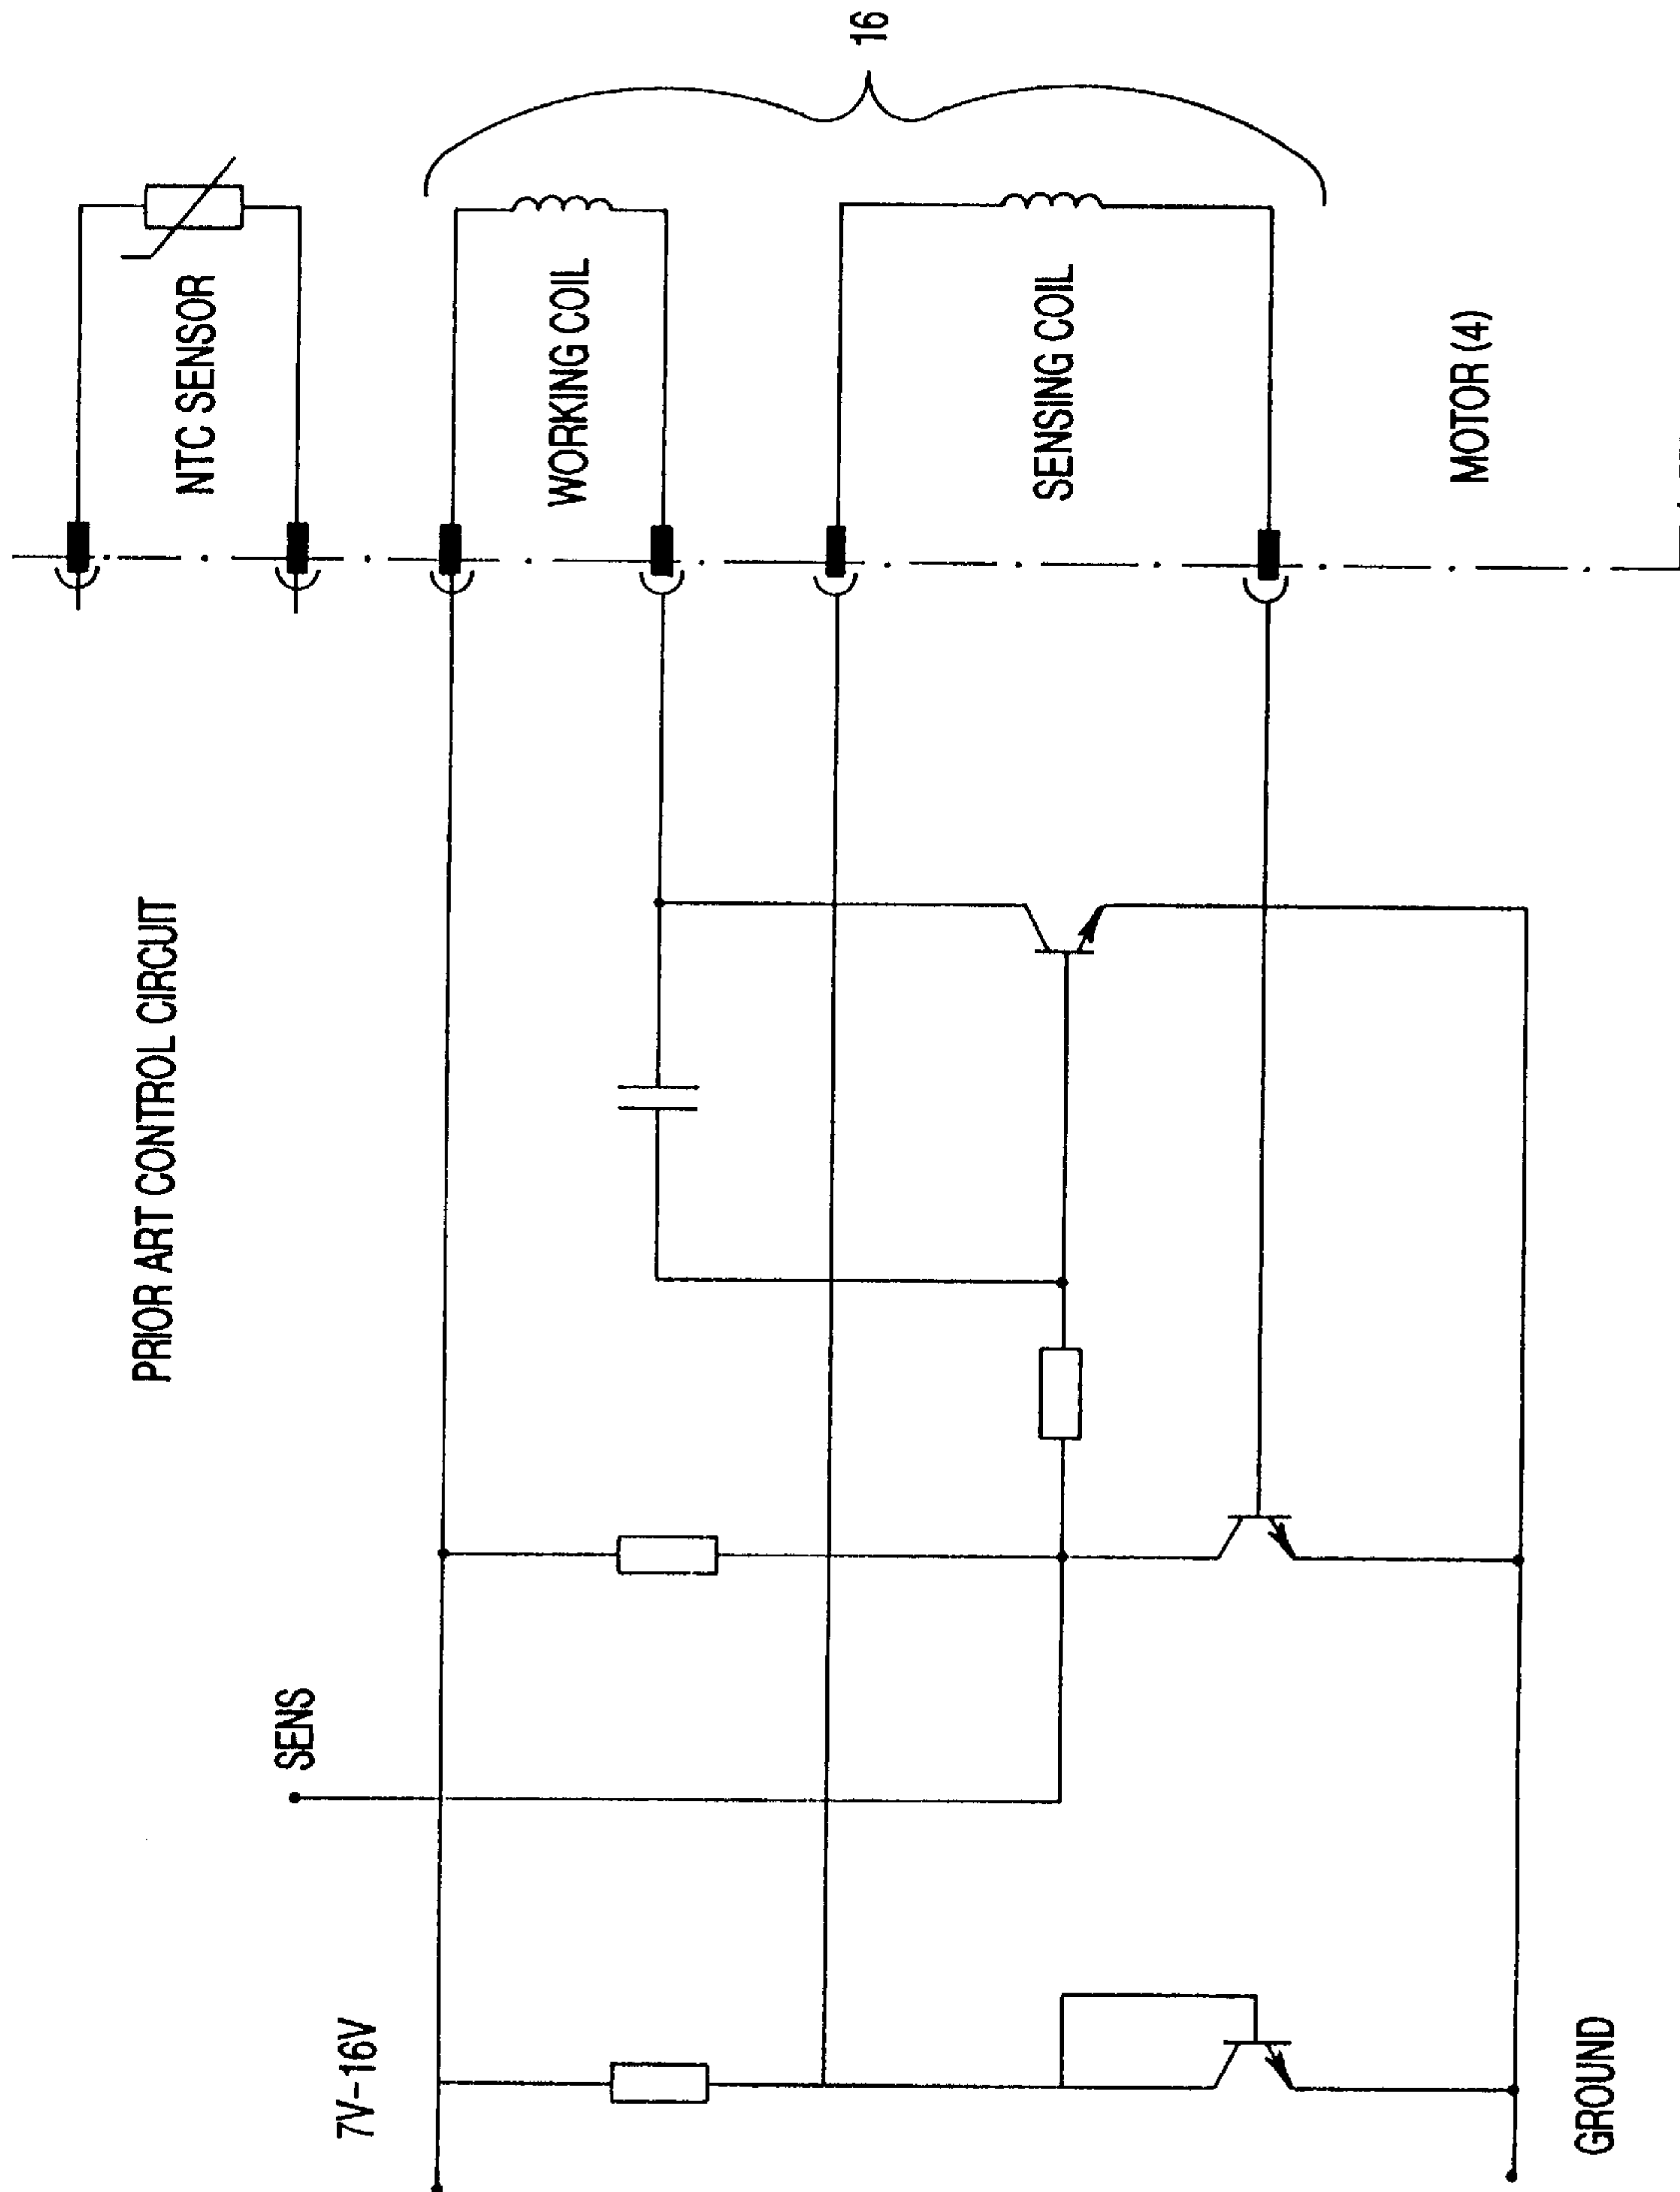 PRIOR ART CONTROL CIRCUIT
7V-16V
SENS
GROUND
NTC SENSOR
WORKING COIL
SENSING COIL
MOTOR (4)
16